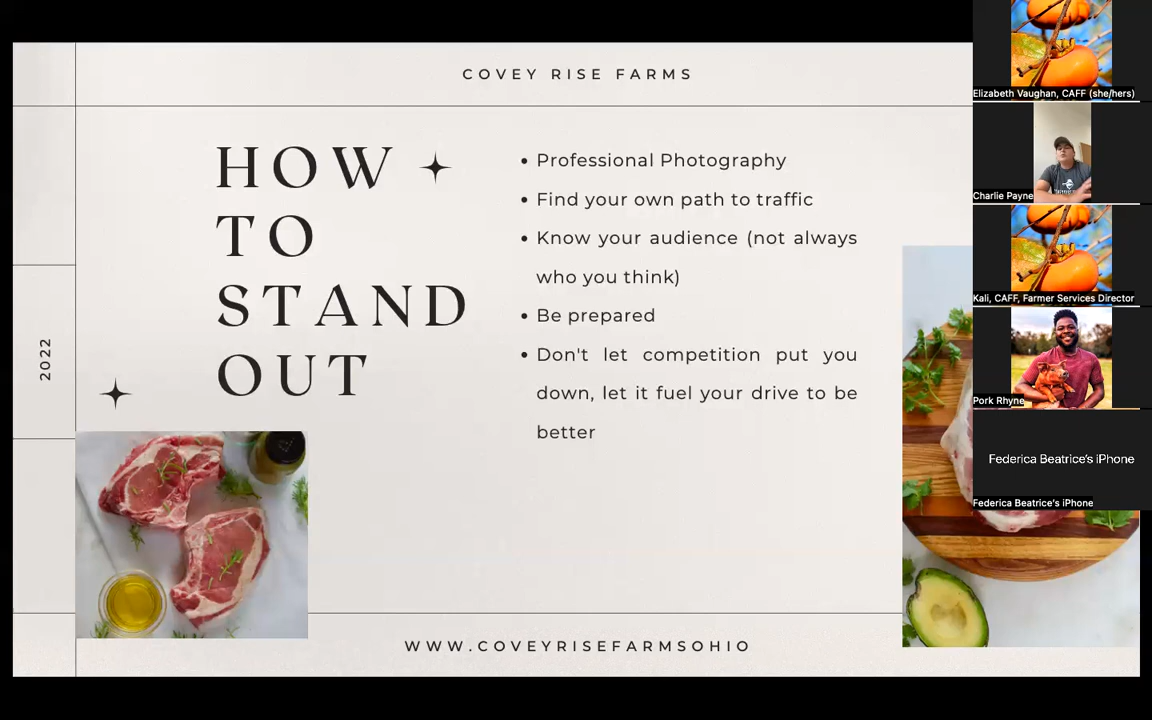 COVEY RISE FARMS
HOW
TO
STAND
OUT
• Professional Photography
• Find your own path to traffic
• Know your audience (not always
who you think)
• Be prepared
• Don't let competition put you
down, let it fuel your drive to be
better
2022
WWW.COVEYRISEFARMSOHIO
Elizabeth Vaughan, CAFF (she/hers)
Charlie Payne
Kali, CAFF, Farmer Services Director
Pork Rhyne
Federica Beatrice's iPhone
Federica Beatrice's iPhone